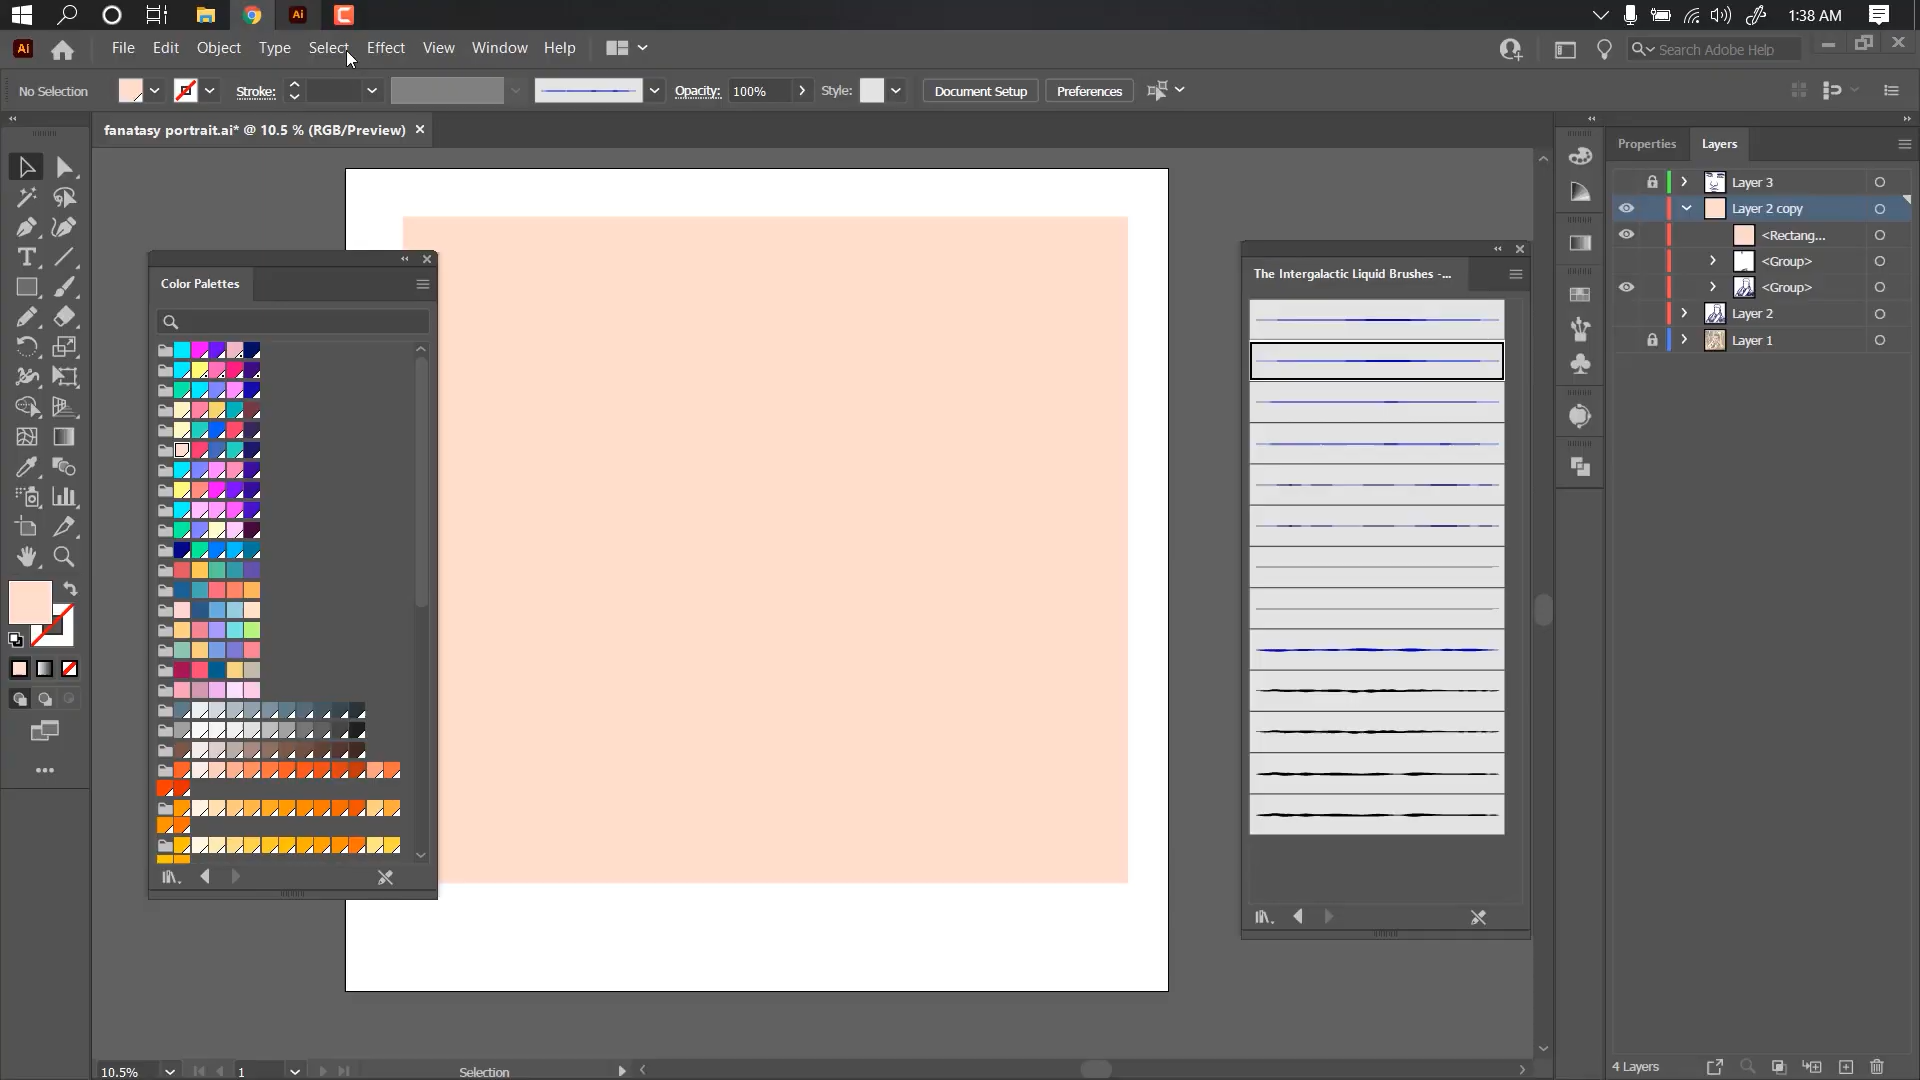 1:38 AM
Ai
File Edit Object Type Select Effect View Window Help
Search Adobe Help
No Selection
Stroke:
Opacity: 100%
Style:
Document Setup
Preferences
fanatasy portrait.ai* @ 10.5 % (RGB/Preview)
Properties
Layers
Layer 3
Layer 2 copy
<Rectang...
<Group>
<Group>
Layer 2
Layer 1
Color Palettes
The Intergalactic Liquid Brushes -...
10.5%
1
Selection
4 Layers